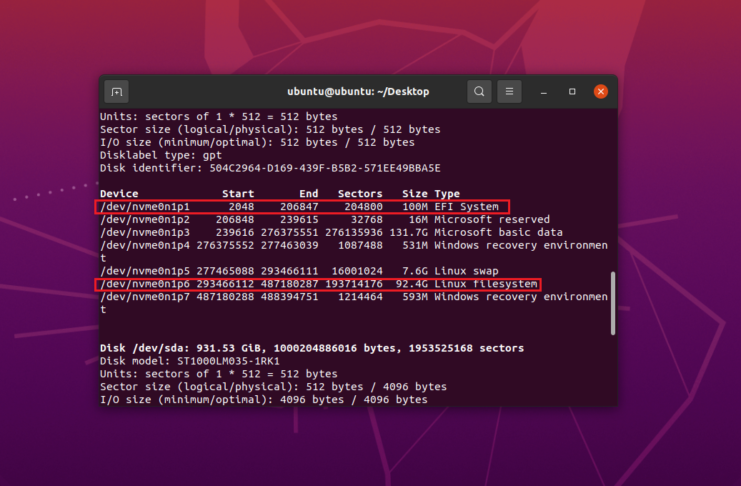 ubuntu@ubuntu: ~/Desktop
Units: sectors of 1 * 512 = 512 bytes
Sector size (logical/physical): 512 bytes / 512 bytes
I/O size (minimum/optimal): 512 bytes / 512 bytes
Disklabel type: gpt
Disk identifier: 504C2964-D169-439F-B5B2-571EE49BBA5E
Device Start End Sectors Size Type
/dev/nvme0n1p1 2048 206847 204800 100M EFI System
/dev/nvme0n1p2 206848 239615 32768 16M Microsoft reserved
/dev/nvme0n1p3 239616 276375551 276135936 131.7G Microsoft basic data
/dev/nvme0n1p4 276375552 277463039 1087488 531M Windows recovery environmen
t
/dev/nvme0n1p5 277465088 293466111 16001024 7.6G Linux swap
/dev/nvme0n1p6 293466112 487180287 193714176 92.4G Linux filesystem
/dev/nvme0n1p7 487180288 488394751 1214464 593M Windows recovery environmen
t
Disk /dev/sda: 931.53 GiB, 1000204886016 bytes, 1953525168 sectors
Disk model: ST1000LM035-1RK1
Units: sectors of 1 * 512 = 512 bytes
Sector size (logical/physical): 512 bytes / 4096 bytes
I/O size (minimum/optimal): 4096 bytes / 4096 bytes